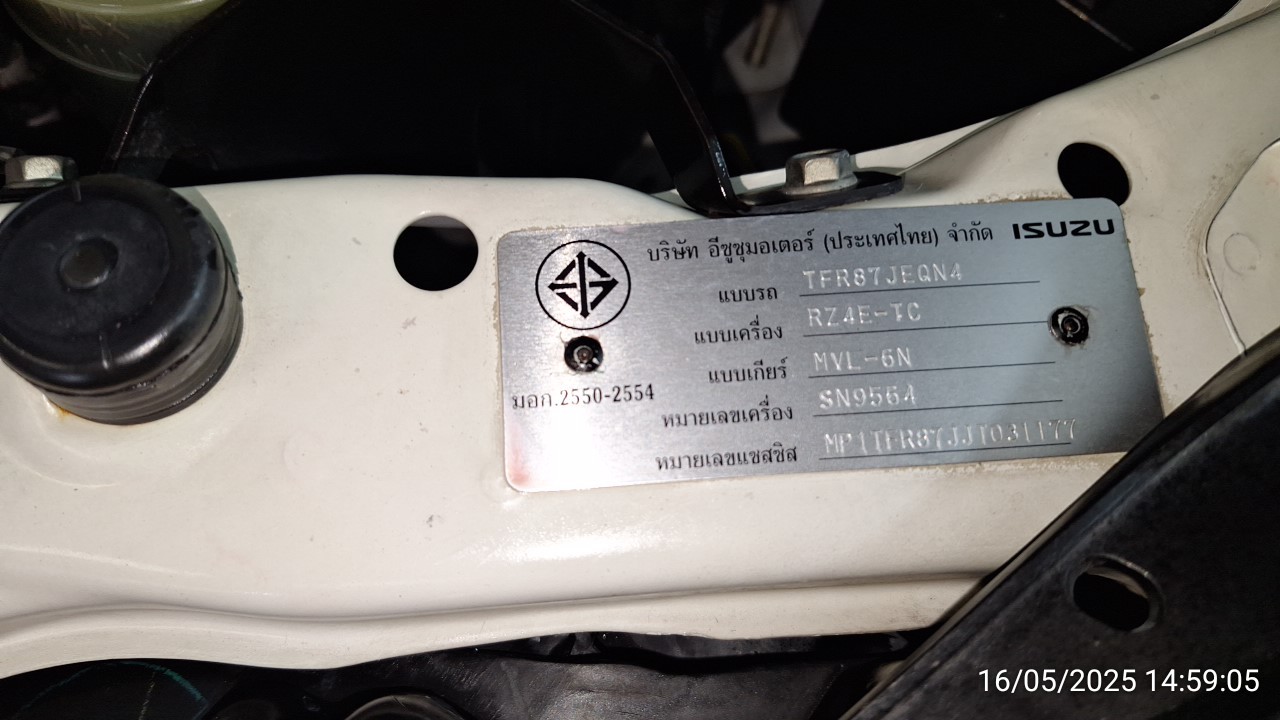 บริษัท อีซูซุมอเตอร์ (ประเทศไทย) จำกัด ISUZU
แบบรถ TFR87JEQN4
แบบเครื่อง RZ4E-TC
แบบเกียร์ MVL-6N
มอก.2550-2554
หมายเลขเครื่อง SN9564
หมายเลขแชสซิส MP1TFR87JJT031177
16/05/2025 14:59:05